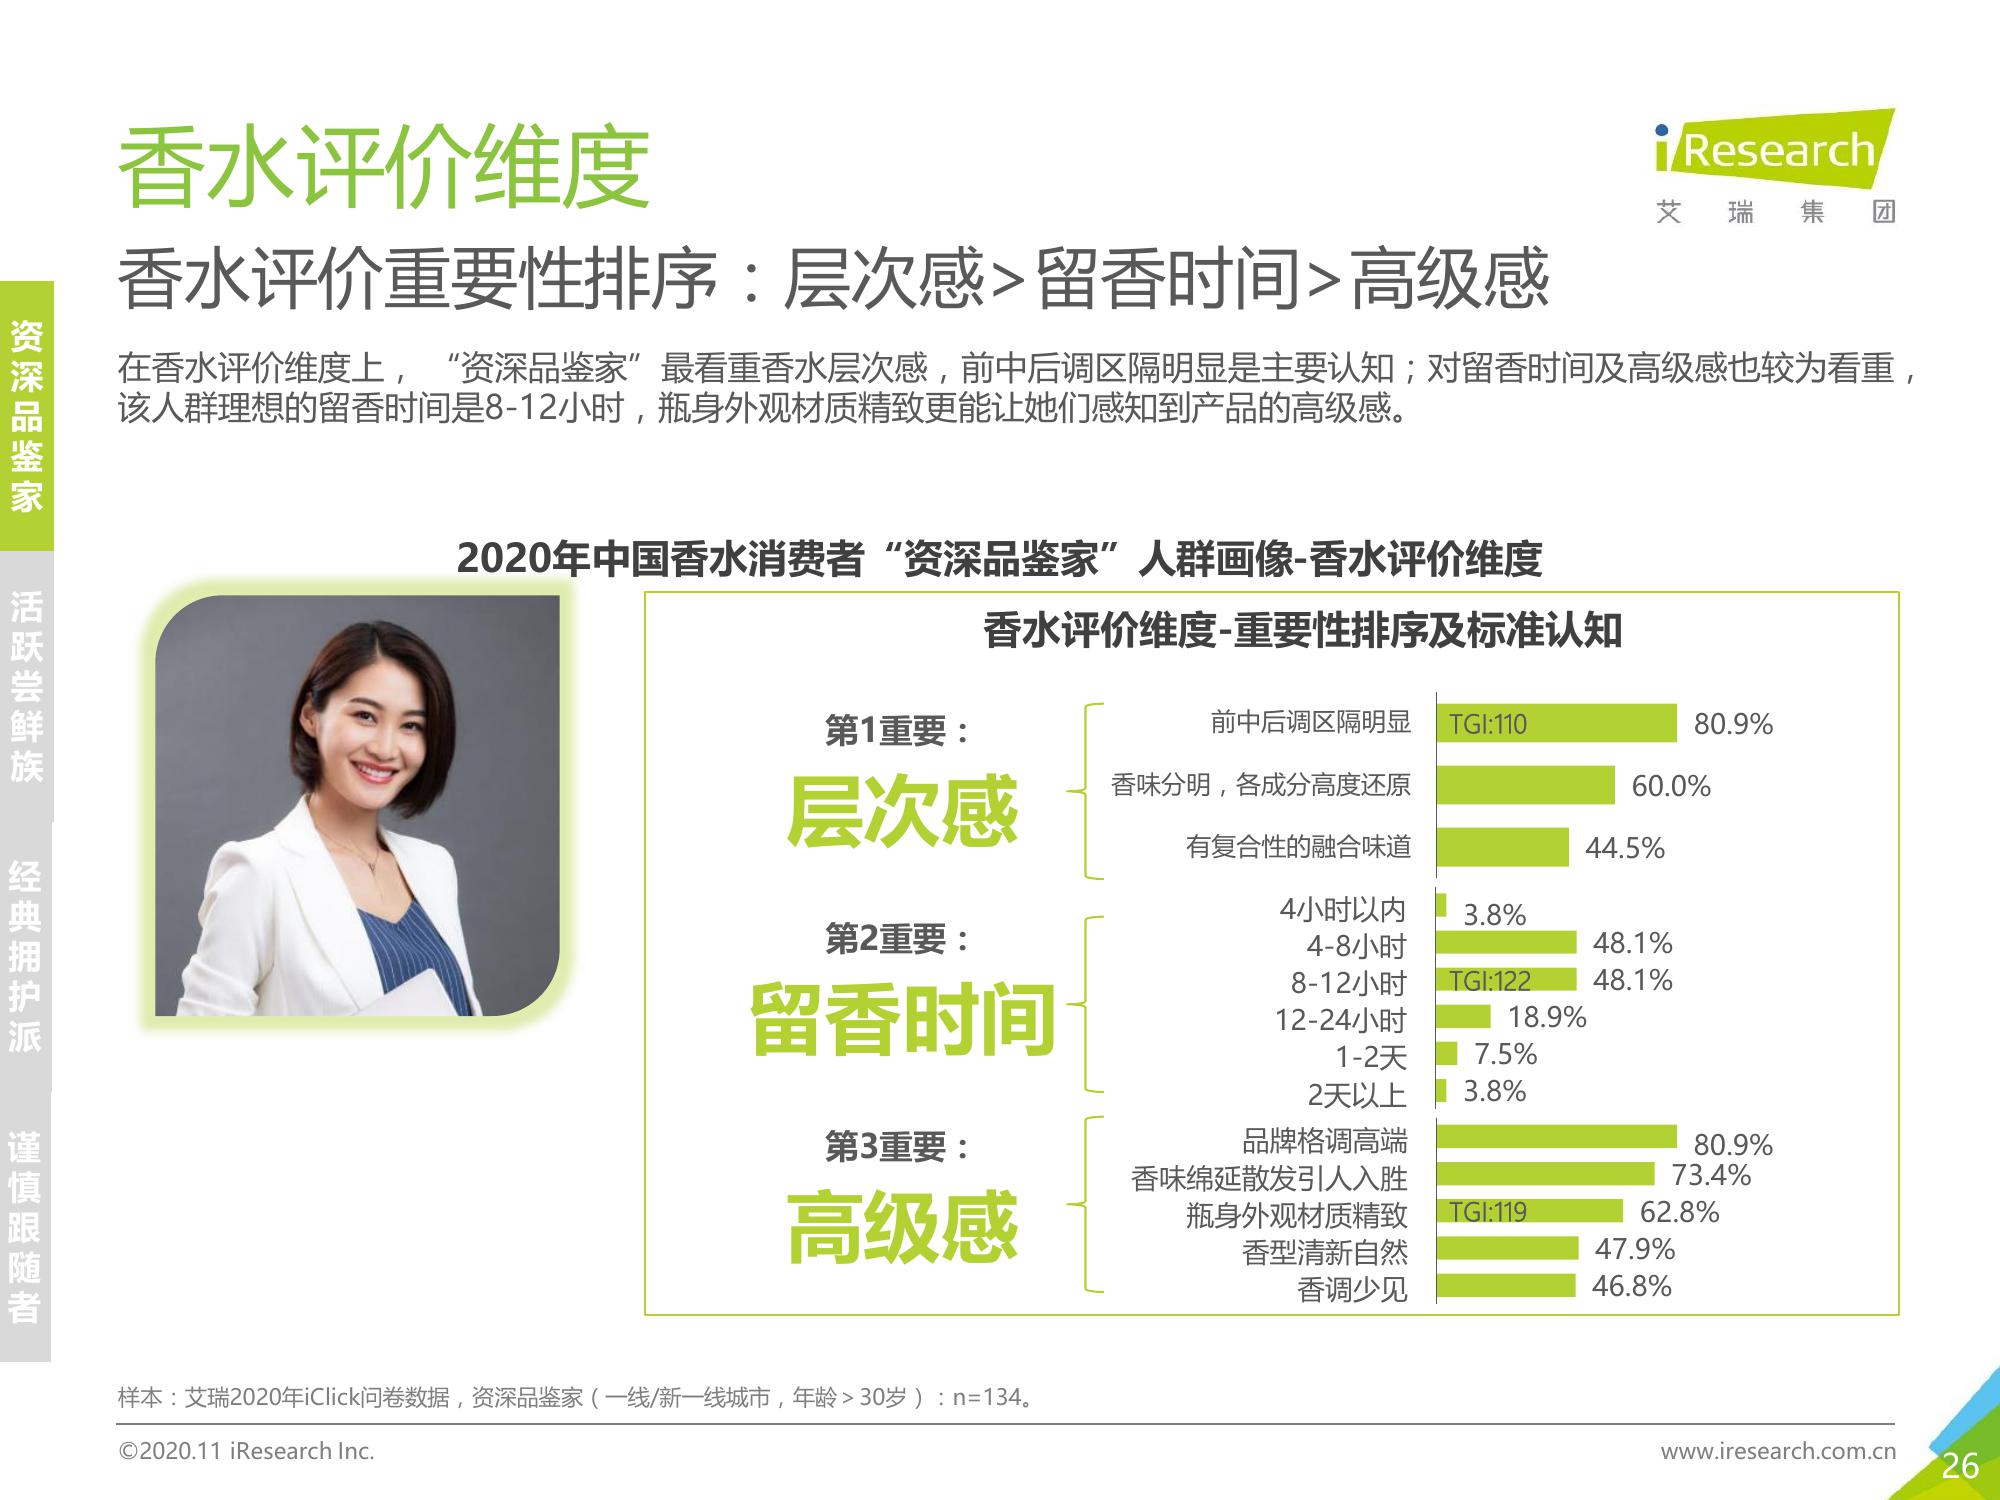 香水评价维度
iResearch
艾瑞集团
香水评价重要性排序：层次感>留香时间>高级感
在香水评价维度上，“资深品鉴家”最看重香水层次感，前中后调区隔明显是主要认知；对留香时间及高级感也较为看重，
该人群理想的留香时间是8-12小时，瓶身外观材质精致更能让她们感知到产品的高级感。
资深品鉴家
活跃尝鲜族
经典拥护派
谨慎跟随者
2020年中国香水消费者“资深品鉴家”人群画像-香水评价维度
香水评价维度-重要性排序及标准认知
第1重要：
层次感
前中后调区隔明显 TGI:110 80.9%
香味分明，各成分高度还原 60.0%
有复合性的融合味道 44.5%
第2重要：
留香时间
4小时以内 3.8%
4-8小时 48.1%
8-12小时 TGI:122 48.1%
12-24小时 18.9%
1-2天 7.5%
2天以上 3.8%
第3重要：
高级感
品牌格调高端 80.9%
香味绵延散发引人入胜 73.4%
瓶身外观材质精致 TGI:119 62.8%
香型清新自然 47.9%
香调少见 46.8%
样本：艾瑞2020年iClick问卷数据，资深品鉴家（一线/新一线城市，年龄＞30岁）：n=134。
©2020.11 iResearch Inc.
www.iresearch.com.cn
26